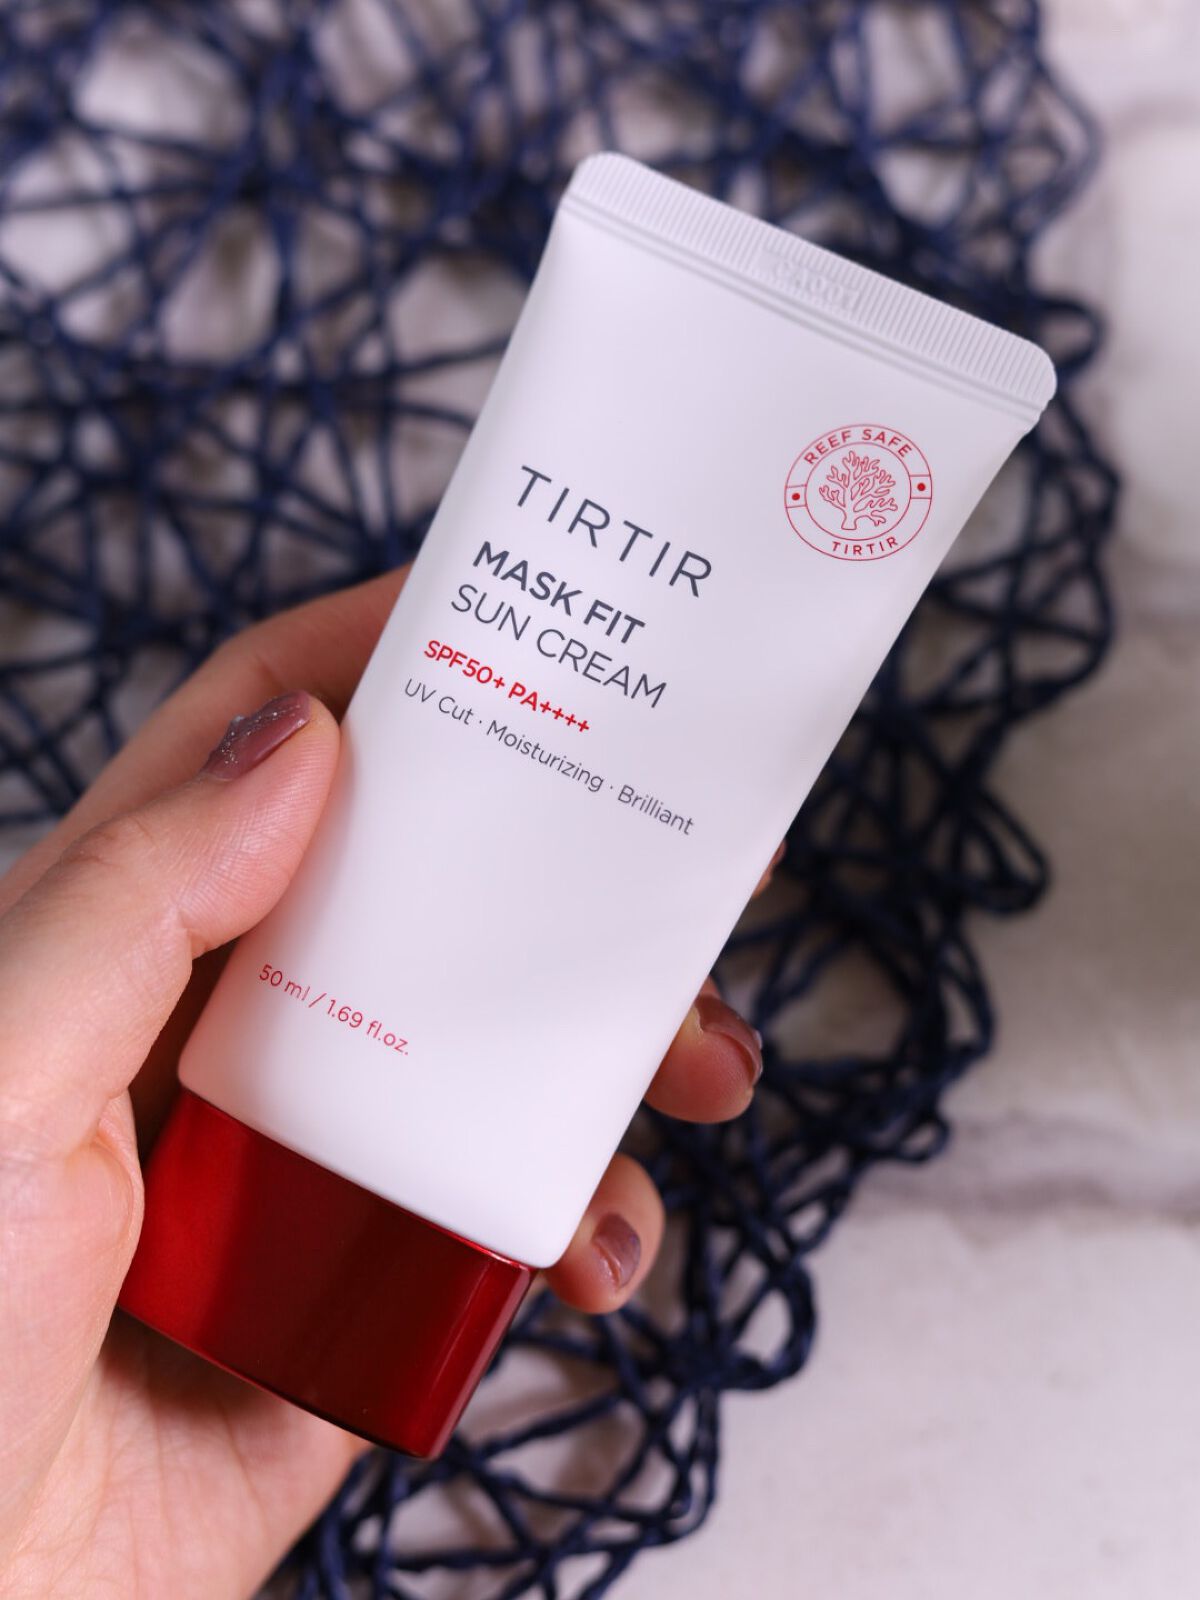 REEF SAFE
TIRTIR
TIRTIR
MASK FIT
SUN CREAM
SPF50+ PA++++
UV Cut · Moisturizing · Brilliant
50 ml / 1.69 fl.oz.